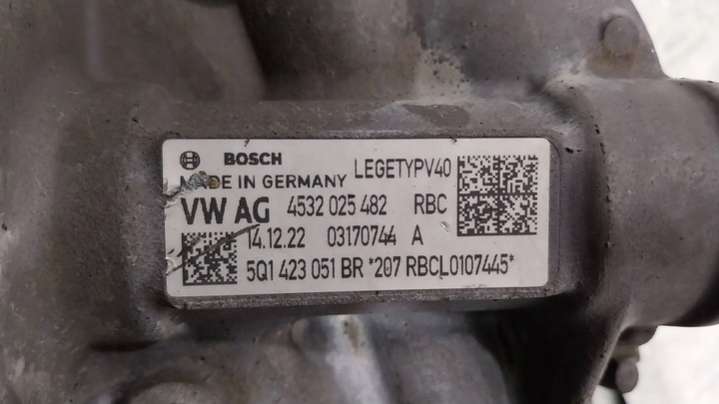 BOSCH LEGETYPV40
MADE IN GERMANY
VW AG 4532 025 482 RBC
14.12.22 03170744 A
5Q1 423 051 BR *207 RBCL0107445*